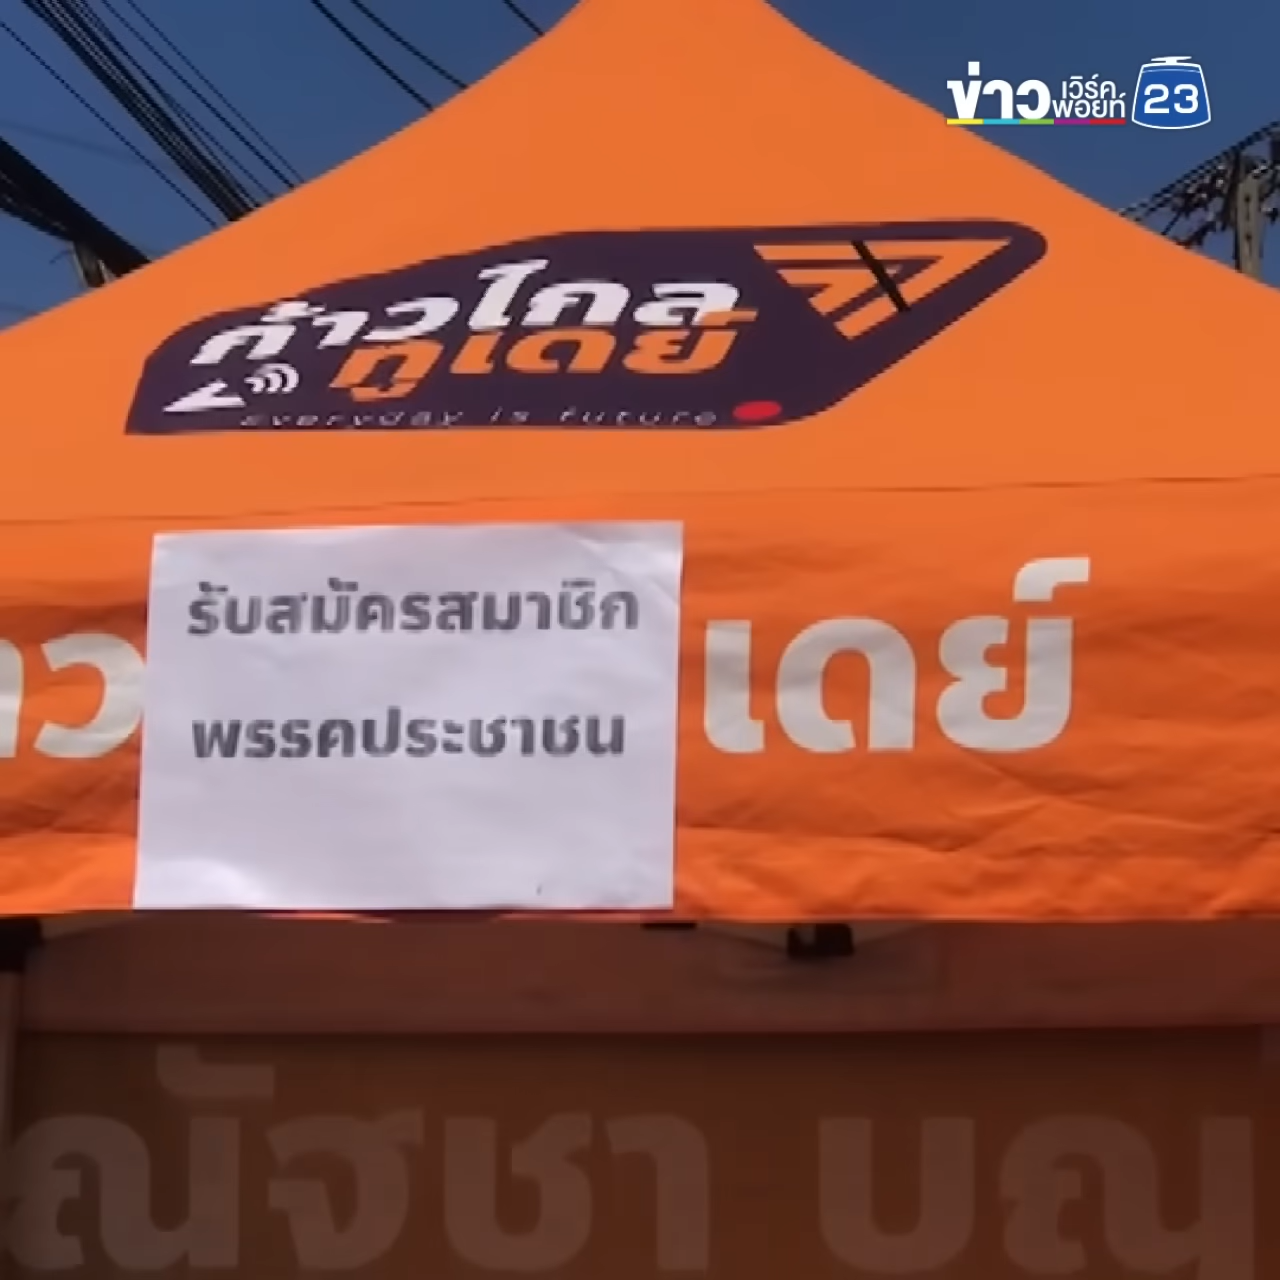 ข่าว
เวิร์ค
พอยท์
23
ก้าวไกล
ทูเดย์
everyday is future
รับสมัครสมาชิก
าว
เดย์
พรรคประชาชน
ณัฐชา บุญ